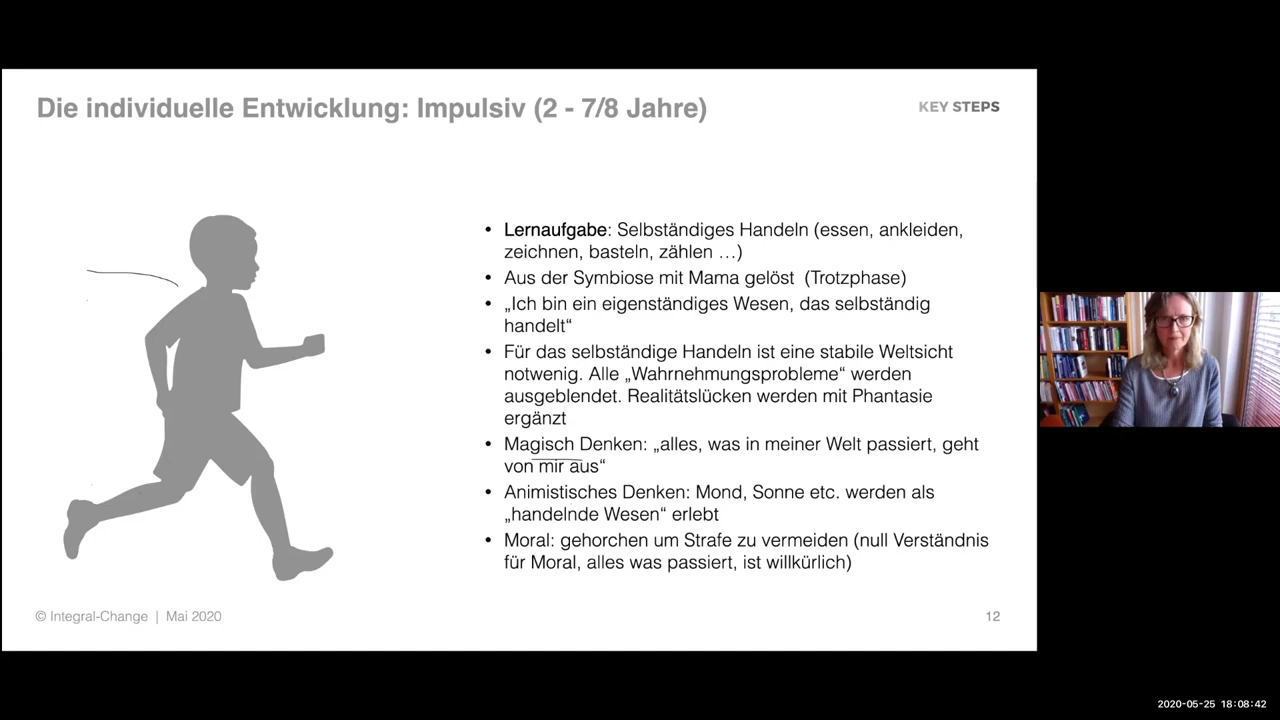 Die individuelle Entwicklung: Impulsiv (2 - 7/8 Jahre)
KEY STEPS
• Lernaufgabe: Selbständiges Handeln (essen, ankleiden,
zeichnen, basteln, zählen …)
• Aus der Symbiose mit Mama gelöst (Trotzphase)
• „Ich bin ein eigenständiges Wesen, das selbständig
handelt“
• Für das selbständige Handeln ist eine stabile Weltsicht
notwenig. Alle „Wahrnehmungsprobleme“ werden
ausgeblendet. Realitätslücken werden mit Phantasie
ergänzt
• Magisch Denken: „alles, was in meiner Welt passiert, geht
von mir aus“
• Animistisches Denken: Mond, Sonne etc. werden als
„handelnde Wesen“ erlebt
• Moral: gehorchen um Strafe zu vermeiden (null Verständnis
für Moral, alles was passiert, ist willkürlich)
© Integral-Change | Mai 2020
12
2020-05-25 18:08:42